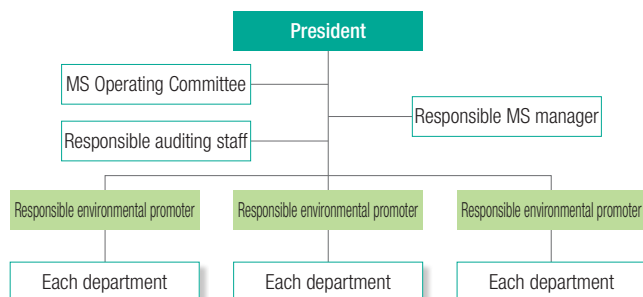 President
MS Operating Committee
Responsible MS manager
Responsible auditing staff
Responsible environmental promoter
Responsible environmental promoter
Responsible environmental promoter
Each department
Each department
Each department